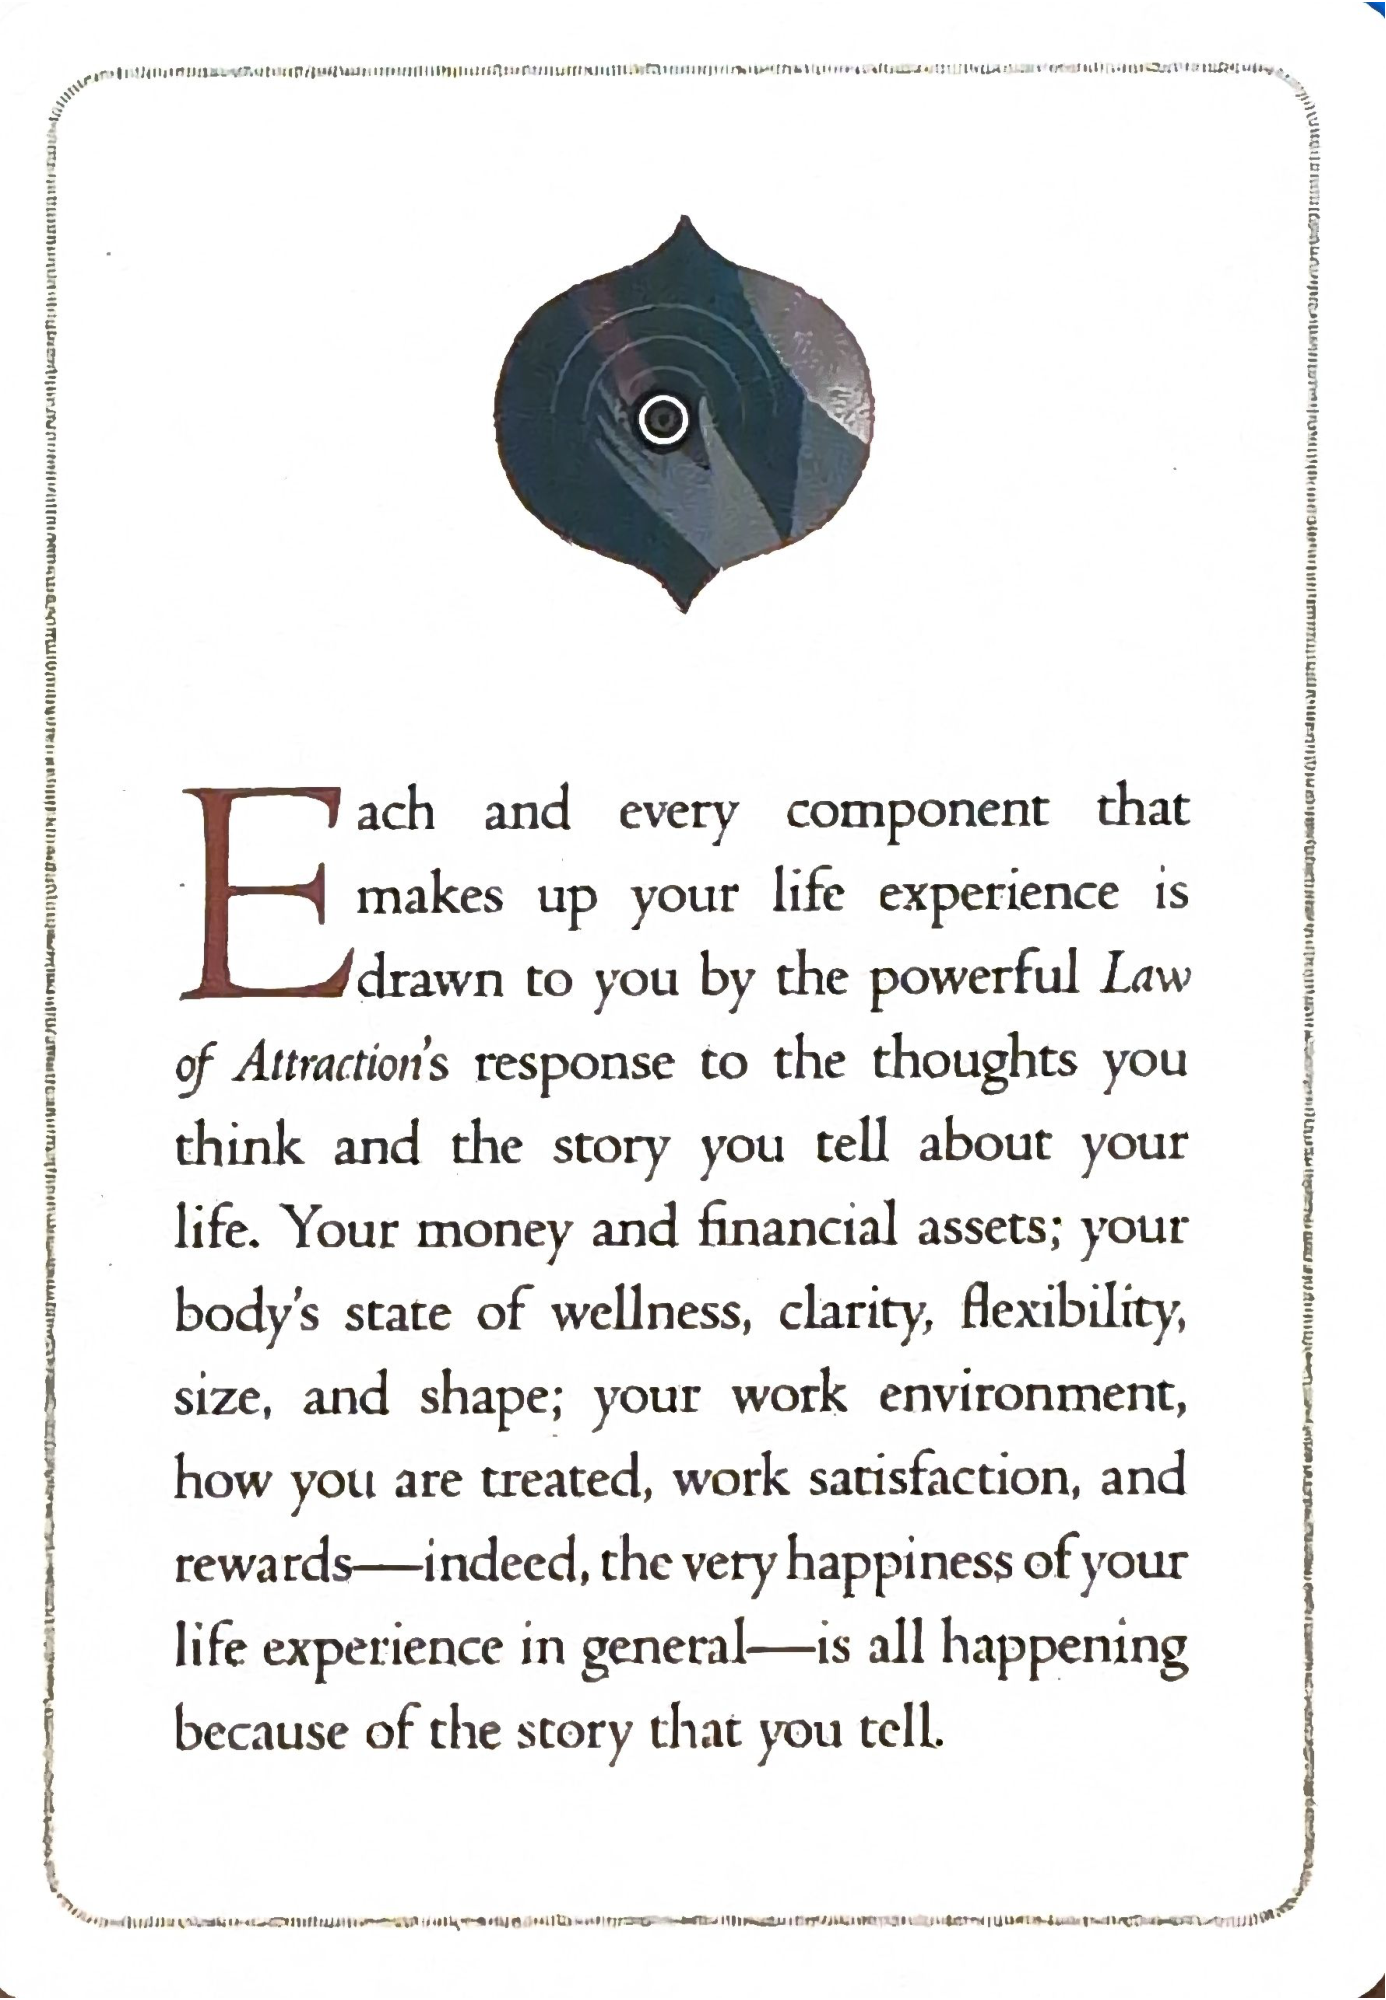 Each and every component that
makes up your life experience is
drawn to you by the powerful Law
of Attraction's response to the thoughts you
think and the story you tell about your
life. Your money and financial assets; your
body's state of wellness, clarity, flexibility,
size, and shape; your work environment,
how you are treated, work satisfaction, and
rewards—indeed, the very happiness of your
life experience in general—is all happening
because of the story that you tell.